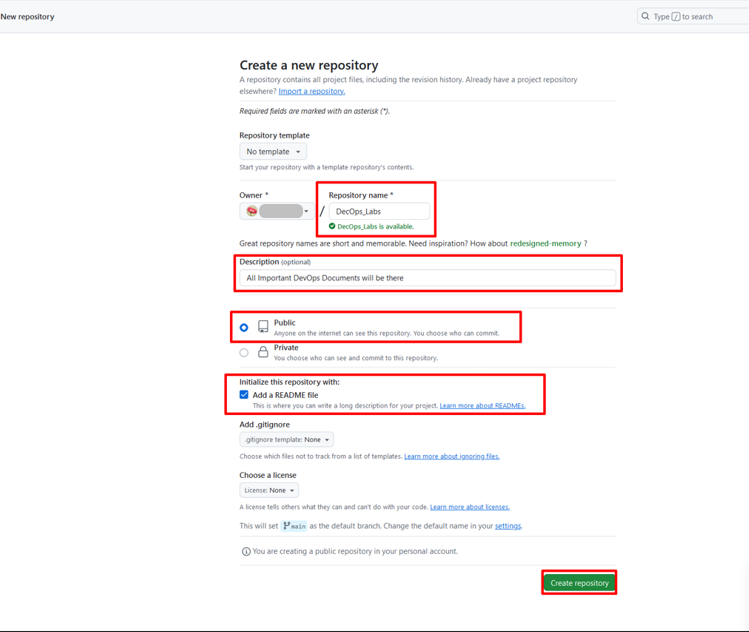 New repository
Type / to search
Create a new repository
A repository contains all project files, including the revision history. Already have a project repository
elsewhere? Import a repository.
Required fields are marked with an asterisk (*).
Repository template
No template
Start your repository with a template repository's contents.
Owner * Repository name *
/ DecOps_Labs
DecOps_Labs is available.
Great repository names are short and memorable. Need inspiration? How about redesigned-memory ?
Description (optional)
All Important DevOps Documents will be there
Public
Anyone on the internet can see this repository. You choose who can commit.
Private
You choose who can see and commit to this repository.
Initialize this repository with:
Add a README file
This is where you can write a long description for your project. Learn more about READMEs.
Add .gitignore
.gitignore template: None
Choose which files not to track from a list of templates. Learn more about ignoring files.
Choose a license
License: None
A license tells others what they can and can't do with your code. Learn more about licenses.
This will set main as the default branch. Change the default name in your settings.
You are creating a public repository in your personal account.
Create repository